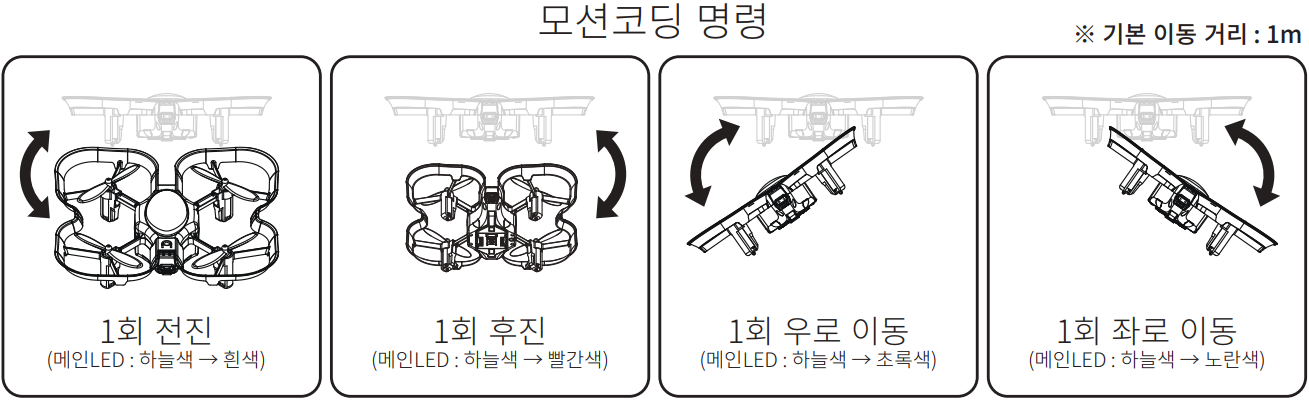 모션코딩 명령
※ 기본 이동 거리 : 1m
1회 전진
(메인LED : 하늘색 → 흰색)
1회 후진
(메인LED : 하늘색 → 빨간색)
1회 우로 이동
(메인LED : 하늘색 → 초록색)
1회 좌로 이동
(메인LED : 하늘색 → 노란색)